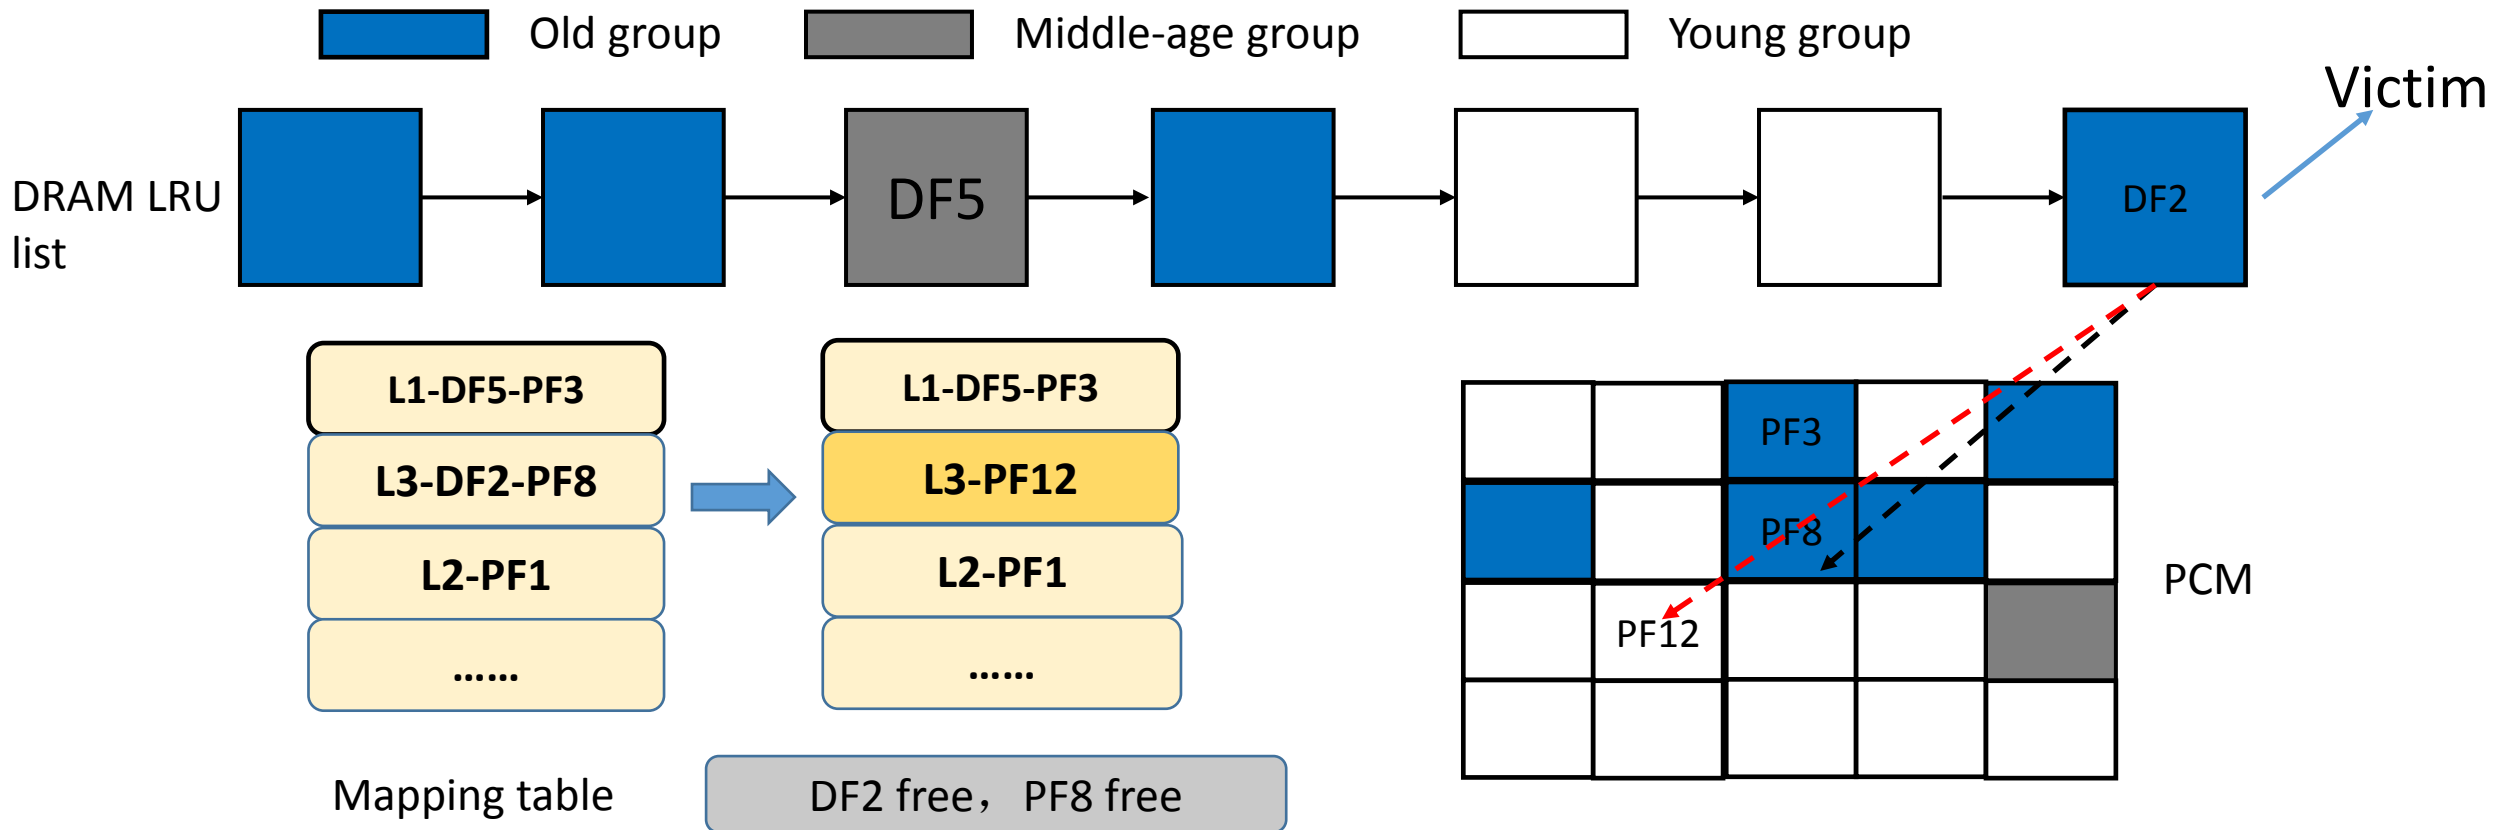 Old group
Middle-age group
Young group
Victim
DRAM LRU
list
DF5
DF2
L1-DF5-PF3
L3-DF2-PF8
L2-PF1
......
L1-DF5-PF3
L3-PF12
L2-PF1
......
PF3
PF8
PF12
PCM
Mapping table
DF2 free， PF8 free